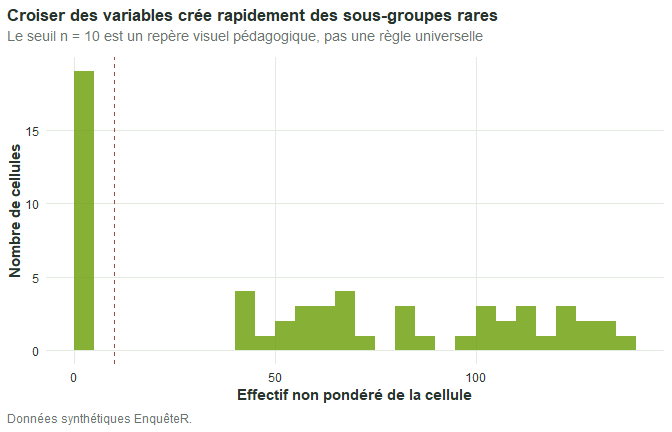 Croiser des variables crée rapidement des sous-groupes rares
Le seuil n = 10 est un repère visuel pédagogique, pas une règle universelle
Nombre de cellules
15
10
5
0
0
50
100
Effectif non pondéré de la cellule
Données synthétiques EnquêteR.